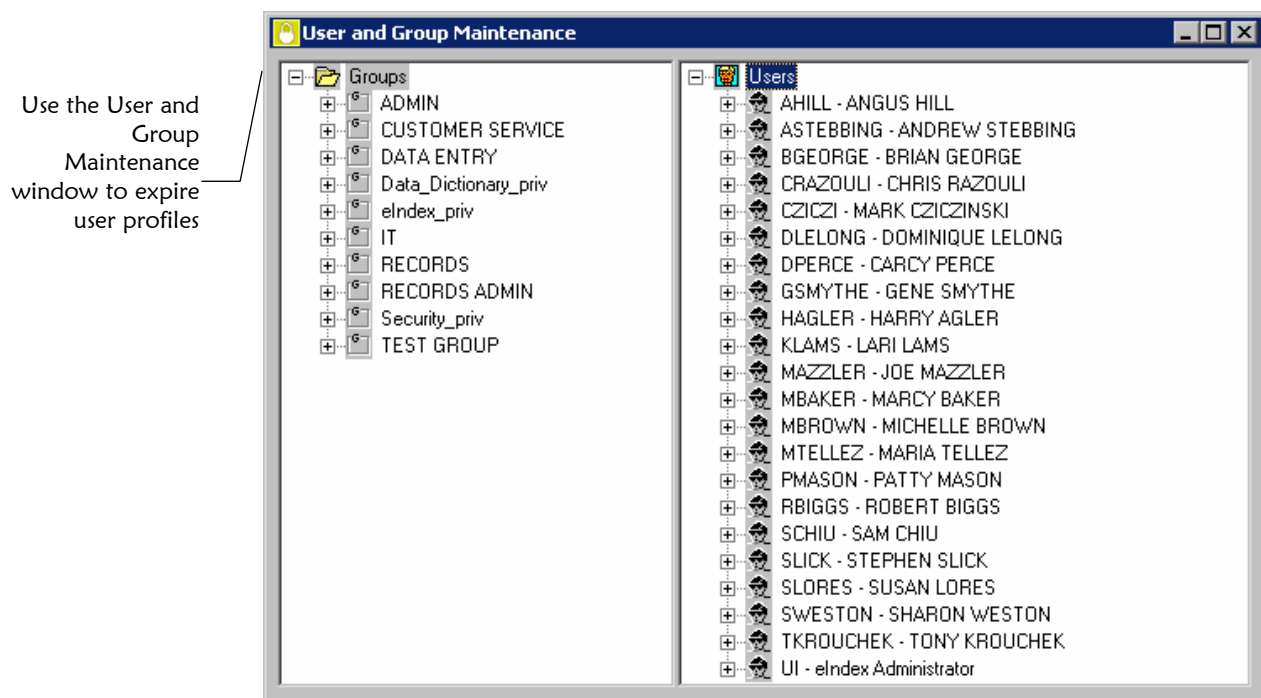 Use the User and
Group
Maintenance
window to expire
user profiles
User and Group Maintenance
Groups
ADMIN
CUSTOMER SERVICE
DATA ENTRY
Data_Dictionary_priv
eIndex_priv
IT
RECORDS
RECORDS ADMIN
Security_priv
TEST GROUP
Users
AHILL - ANGUS HILL
ASTEBBING - ANDREW STEBBING
BGEORGE - BRIAN GEORGE
CRAZOULI - CHRIS RAZOULI
CZICZI - MARK CZICZINSKI
DLELONG - DOMINIQUE LELONG
DPERCE - CARCY PERCE
GSMYTHE - GENE SMYTHE
HAGLER - HARRY AGLER
KLAMS - LARI LAMS
MAZZLER - JOE MAZZLER
MBAKER - MARCY BAKER
MBROWN - MICHELLE BROWN
MTELLEZ - MARIA TELLEZ
PMASON - PATTY MASON
RBIGGS - ROBERT BIGGS
SCHIU - SAM CHIU
SLICK - STEPHEN SLICK
SLORES - SUSAN LORES
SWESTON - SHARON WESTON
TKROUCHEK - TONY KROUCHEK
UI - eIndex Administrator